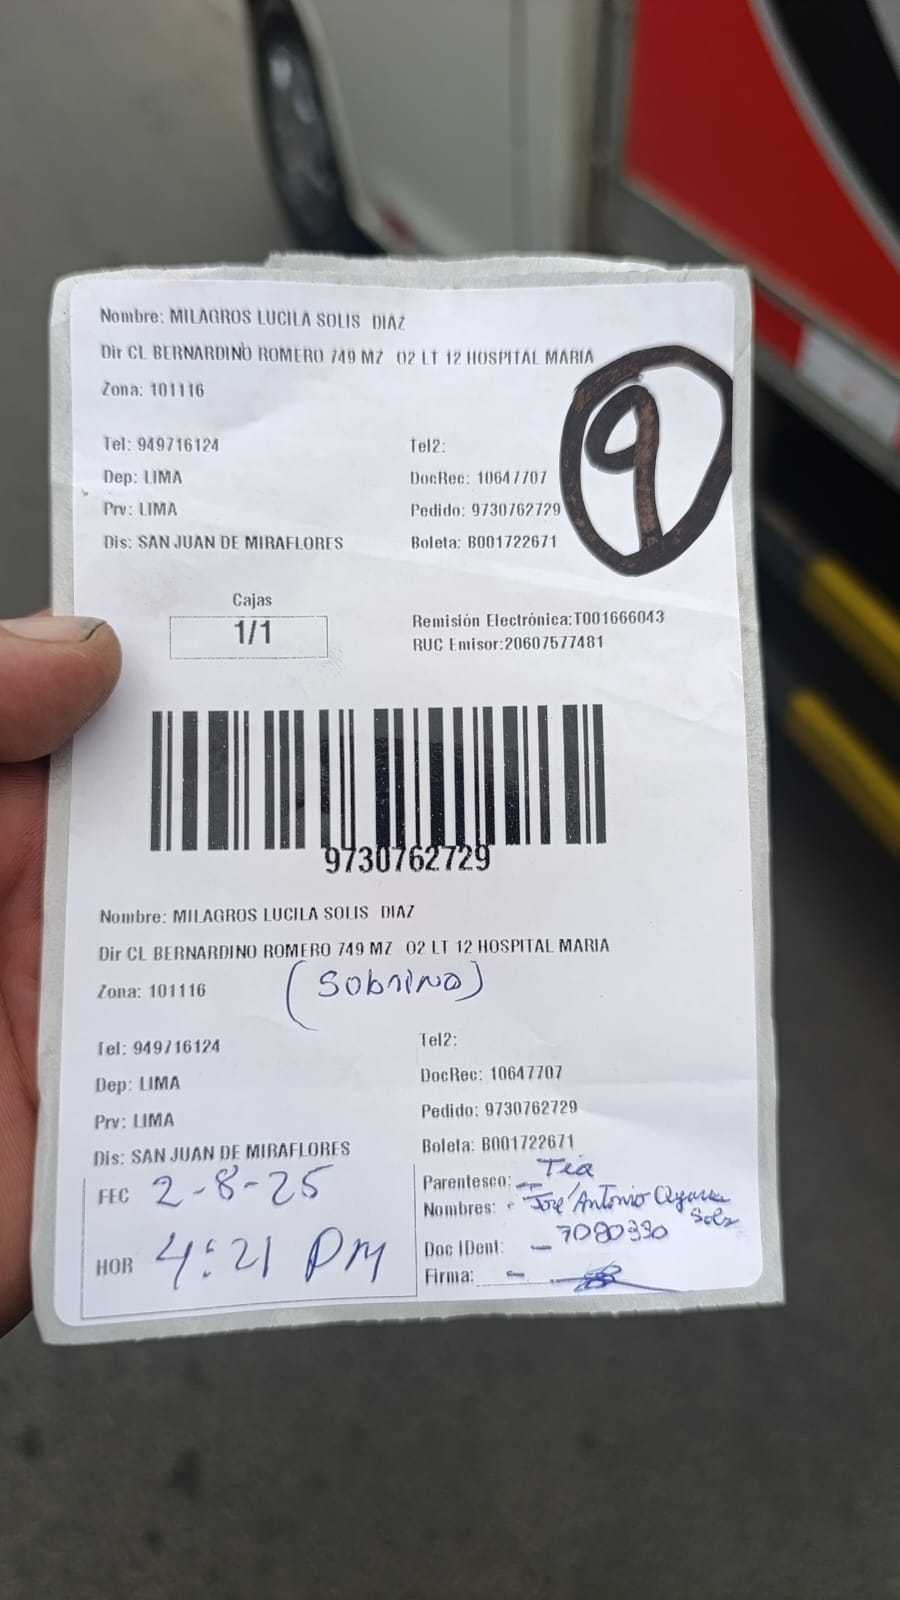 Nombre: MILAGROS LUCILA SOLIS DIAZ
Dir CL BERNARDINO ROMERO 749 MZ O2 LT 12 HOSPITAL MARIA
Zona: 101116
9
Tel: 949716124
Tel2:
Dep: LIMA
DocRec: 10647707
Prv: LIMA
Pedido: 9730762729
Dis: SAN JUAN DE MIRAFLORES
Boleta: B001722671
Cajas
1/1
Remisión Electrónica:T001666043
RUC Emisor:20607577481
9730762729
Nombre: MILAGROS LUCILA SOLIS DIAZ
Dir CL BERNARDINO ROMERO 749 MZ O2 LT 12 HOSPITAL MARIA
Zona: 101116
(Sobrino)
Tel: 949716124
Tel2:
Dep: LIMA
DocRec: 10647707
Prv: LIMA
Pedido: 9730762729
Dis: SAN JUAN DE MIRAFLORES
Boleta: B001722671
FEC 2-8-25
Parentesco: Tia
Nombres: José Antonio
HOR 4:21 PM
Doc IDent: 7080330
Firma: